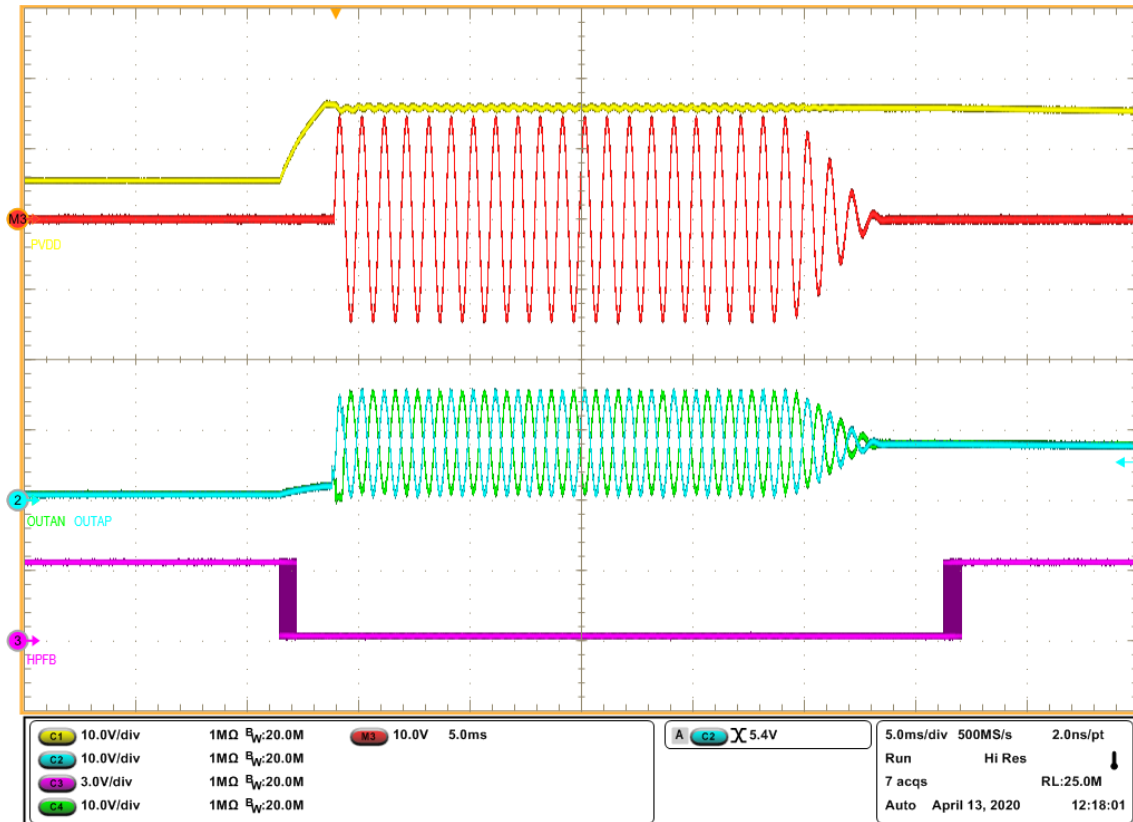 M3
PVDD
2
OUTAN OUTAP
3
HPFB
C1 10.0V/div 1MΩ BW:20.0M M3 10.0V 5.0ms A C2 5.4V 5.0ms/div 500MS/s 2.0ns/pt
C2 10.0V/div 1MΩ BW:20.0M Run Hi Res
C3 3.0V/div 1MΩ BW:20.0M 7 acqs RL:25.0M
C4 10.0V/div 1MΩ BW:20.0M Auto April 13, 2020 12:18:01